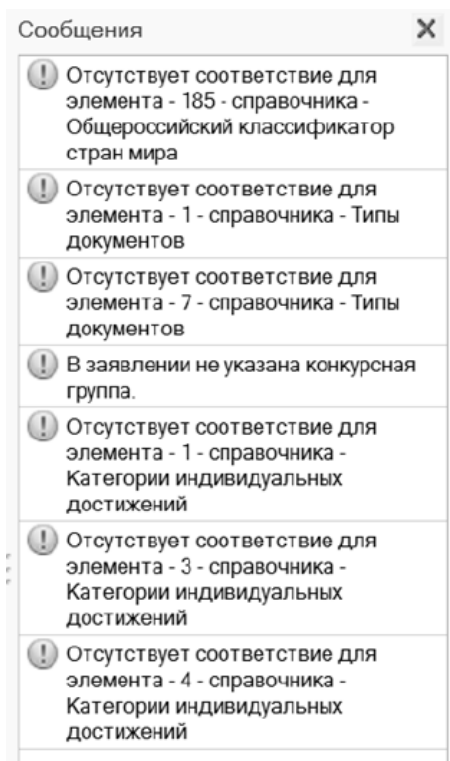 Сообщения
Отсутствует соответствие для
элемента - 185 - справочника -
Общероссийский классификатор
стран мира
Отсутствует соответствие для
элемента - 1 - справочника - Типы
документов
Отсутствует соответствие для
элемента - 7 - справочника - Типы
документов
В заявлении не указана конкурсная
группа.
Отсутствует соответствие для
элемента - 1 - справочника -
Категории индивидуальных
достижений
Отсутствует соответствие для
элемента - 3 - справочника -
Категории индивидуальных
достижений
Отсутствует соответствие для
элемента - 4 - справочника -
Категории индивидуальных
достижений